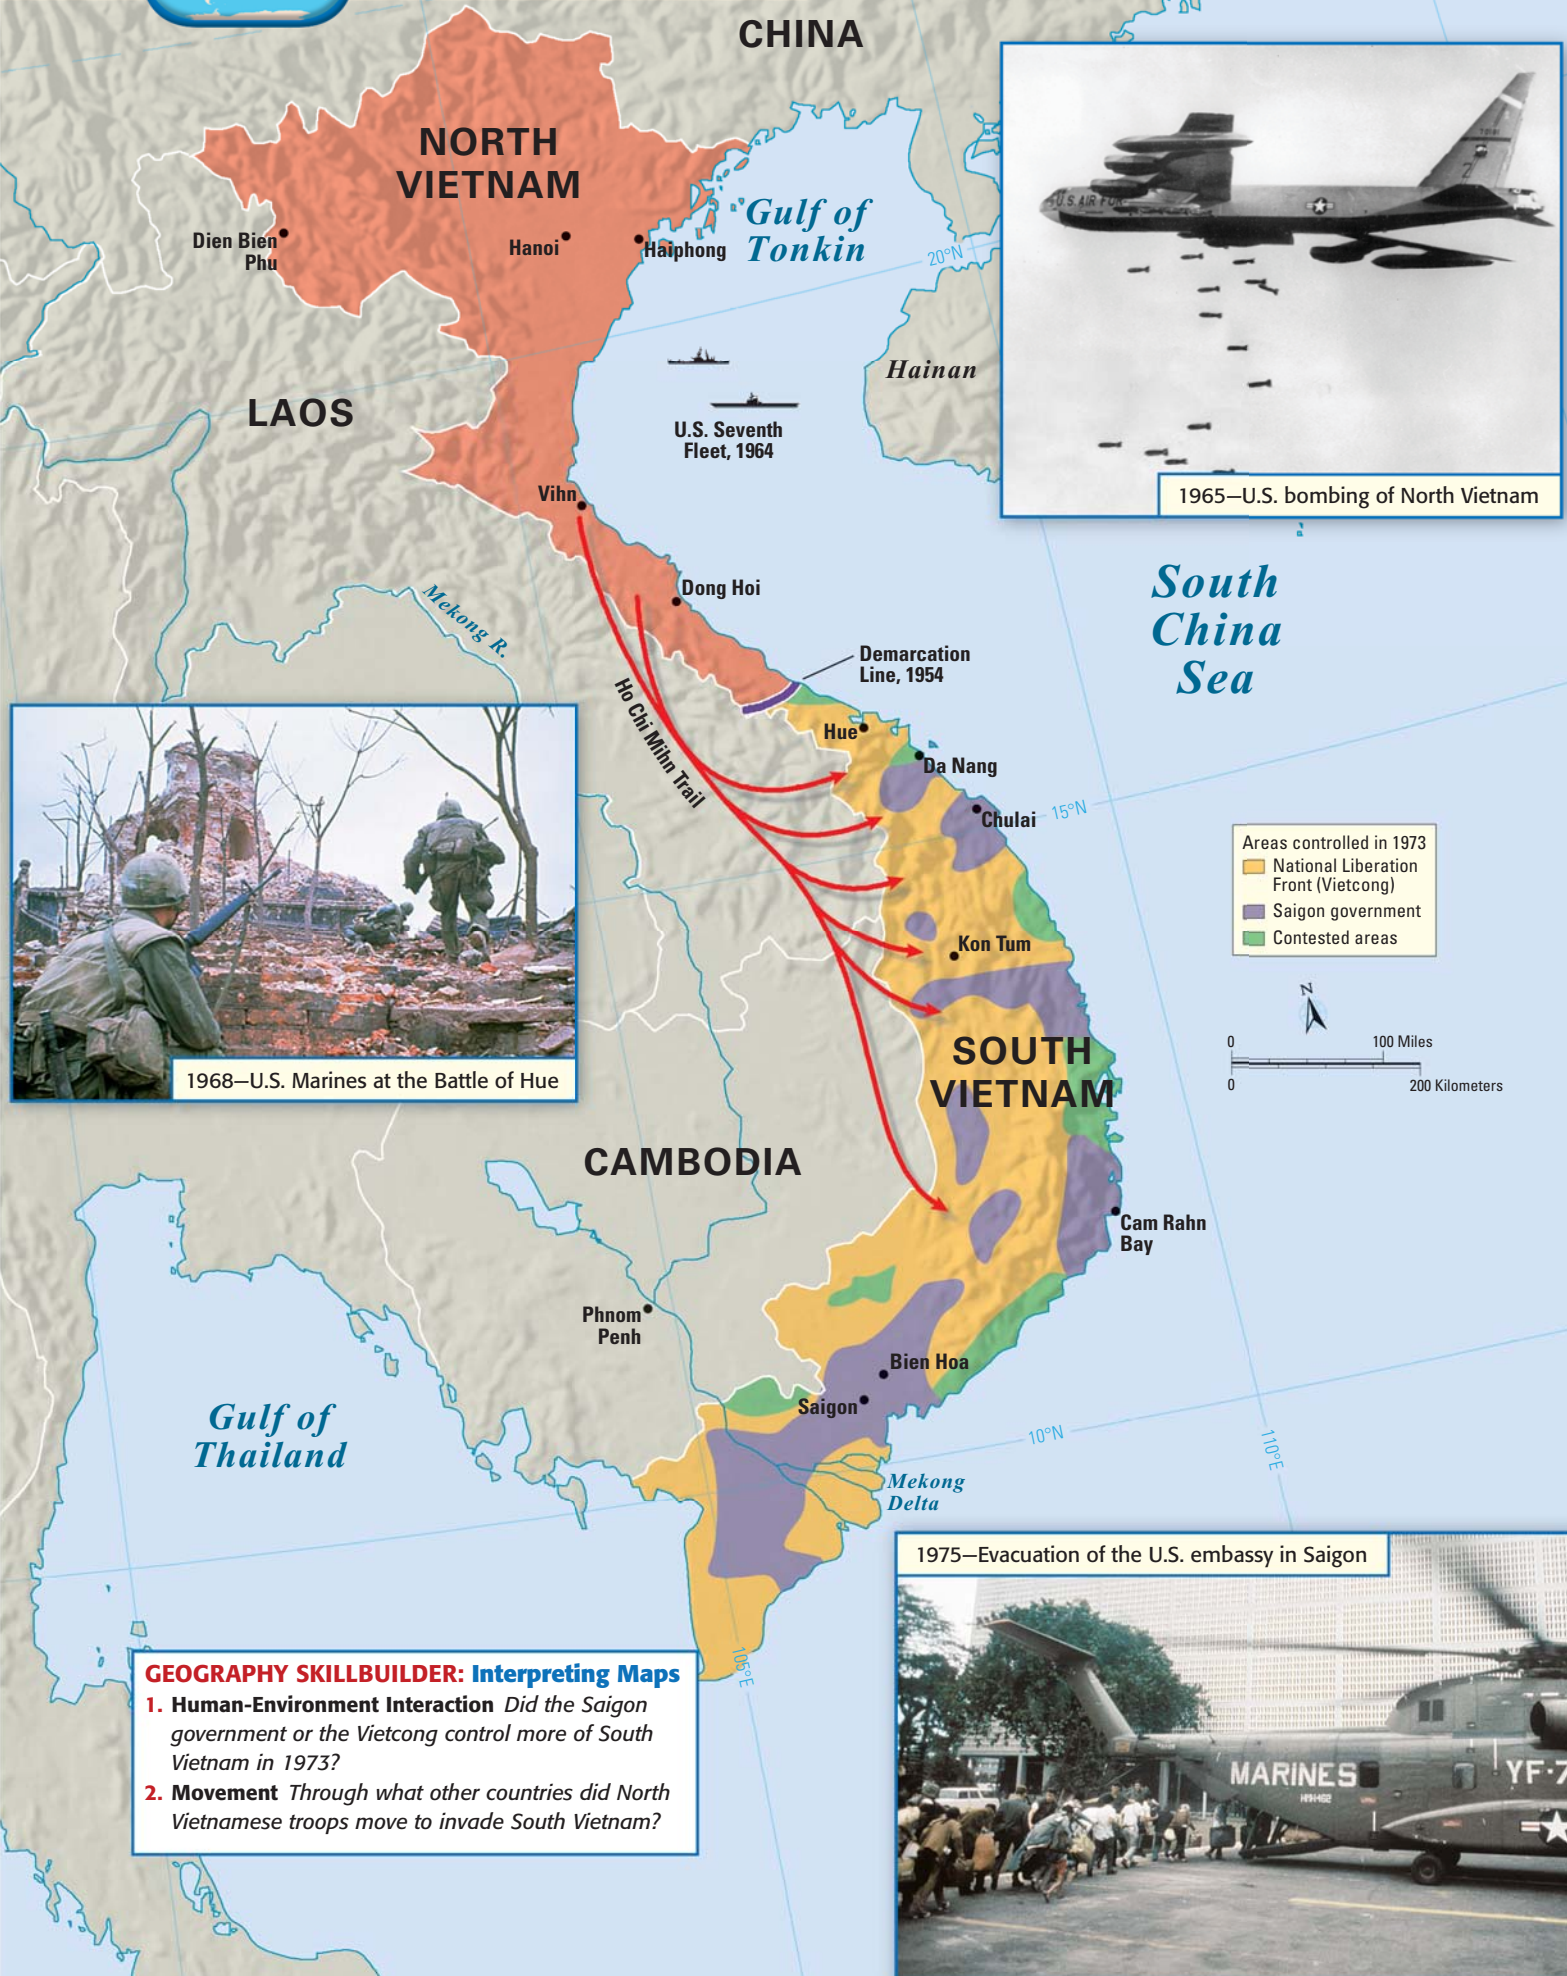 CHINA
NORTH
VIETNAM
Dien Bien
Phu
Hanoi
Haiphong
Gulf of
Tonkin
20°N
Hainan
LAOS
U.S. Seventh
Fleet, 1964
U.S. AIR FORCE
2
1965—U.S. bombing of North Vietnam
Vihn
Dong Hoi
Mekong R.
South
China
Sea
Demarcation
Line, 1954
Ho Chi Mihn Trail
Hue
Da Nang
Chulai
15°N
Areas controlled in 1973
National Liberation
Front (Vietcong)
Saigon government
Contested areas
Kon Tum
N
0
100 Miles
0
200 Kilometers
SOUTH
VIETNAM
1968—U.S. Marines at the Battle of Hue
CAMBODIA
Cam Rahn
Bay
Phnom
Penh
Bien Hoa
Saigon
Gulf of
Thailand
10°N
110°E
Mekong
Delta
105°E
1975—Evacuation of the U.S. embassy in Saigon
MARINES
YF-7
GEOGRAPHY SKILLBUILDER: Interpreting Maps
1. Human-Environment Interaction Did the Saigon
government or the Vietcong control more of South
Vietnam in 1973?
2. Movement Through what other countries did North
Vietnamese troops move to invade South Vietnam?